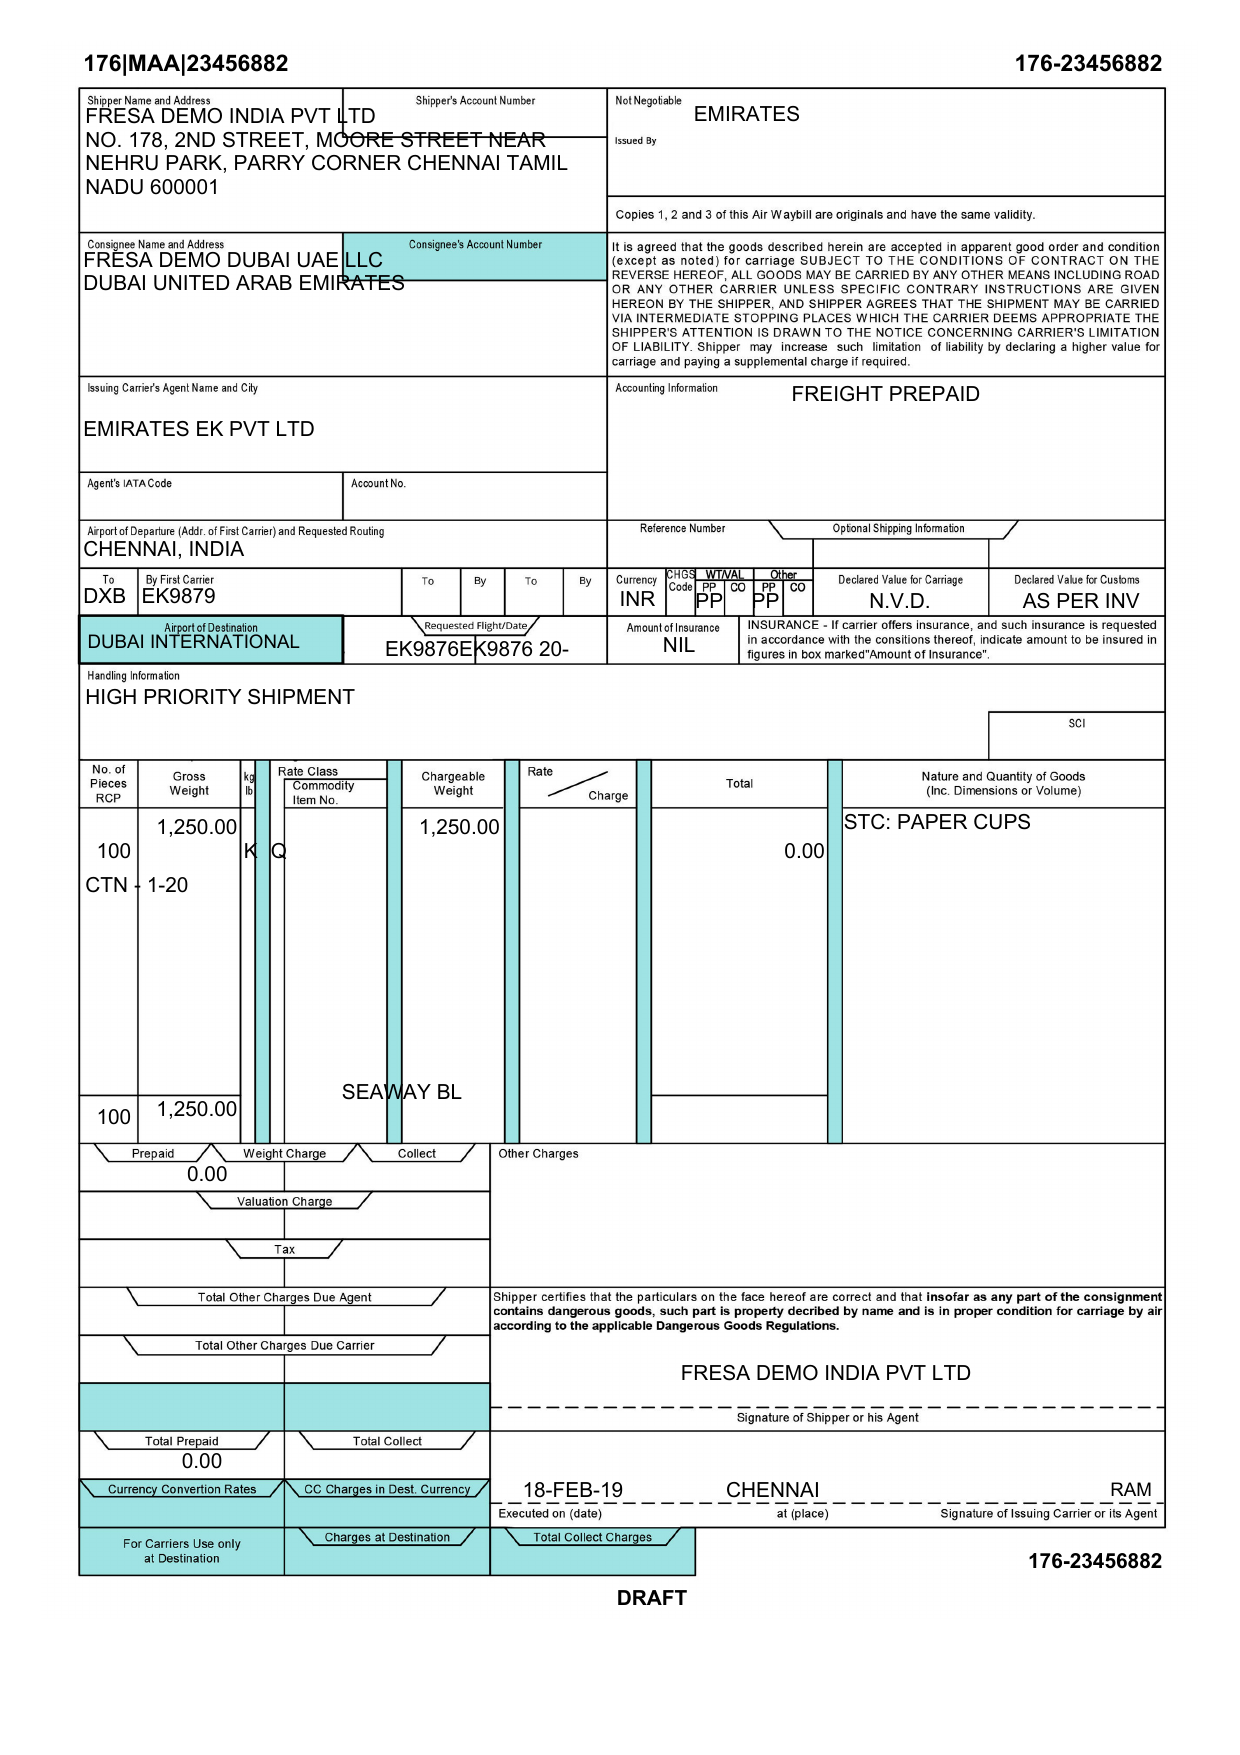 176|MAA|23456882
176-23456882
Shipper Name and Address
Shipper's Account Number
FRESA DEMO INDIA PVT LTD
NO. 178, 2ND STREET, MOORE STREET NEAR
NEHRU PARK, PARRY CORNER CHENNAI TAMIL
NADU 600001
Not Negotiable
EMIRATES
Issued By
Copies 1, 2 and 3 of this Air Waybill are originals and have the same validity.
Consignee Name and Address
Consignee's Account Number
FRESA DEMO DUBAI UAE LLC
DUBAI UNITED ARAB EMIRATES
It is agreed that the goods described herein are accepted in apparent good order and condition
(except as noted) for carriage SUBJECT TO THE CONDITIONS OF CONTRACT ON THE
REVERSE HEREOF, ALL GOODS MAY BE CARRIED BY ANY OTHER MEANS INCLUDING ROAD
OR ANY OTHER CARRIER UNLESS SPECIFIC CONTRARY INSTRUCTIONS ARE GIVEN
HEREON BY THE SHIPPER, AND SHIPPER AGREES THAT THE SHIPMENT MAY BE CARRIED
VIA INTERMEDIATE STOPPING PLACES WHICH THE CARRIER DEEMS APPROPRIATE THE
SHIPPER'S ATTENTION IS DRAWN TO THE NOTICE CONCERNING CARRIER'S LIMITATION
OF LIABILITY. Shipper may increase such limitation of liability by declaring a higher value for
carriage and paying a supplemental charge if required.
Issuing Carrier's Agent Name and City
EMIRATES EK PVT LTD
Accounting Information
FREIGHT PREPAID
Agent's IATA Code
Account No.
Airport of Departure (Addr. of First Carrier) and Requested Routing
CHENNAI, INDIA
Reference Number
Optional Shipping Information
To
DXB
By First Carrier
EK9879
To
By
To
By
Currency
INR
CHGS
Code
WT/VAL
PP
CO
PP
Other
PP
CO
PP
Declared Value for Carriage
N.V.D.
Declared Value for Customs
AS PER INV
Airport of Destination
DUBAI INTERNATIONAL
Requested Flight/Date
EK9876EK9876 20-
Amount of Insurance
NIL
INSURANCE - If carrier offers insurance, and such insurance is requested
in accordance with the consitions thereof, indicate amount to be insured in
figures in box marked"Amount of Insurance".
Handling Information
HIGH PRIORITY SHIPMENT
SCI
No. of
Pieces
RCP
Gross
Weight
kg
lb
Rate Class
Commodity
Item No.
Chargeable
Weight
Rate
Charge
Total
Nature and Quantity of Goods
(Inc. Dimensions or Volume)
1,250.00
1,250.00
STC: PAPER CUPS
100
K
Q
0.00
CTN - 1-20
SEAWAY BL
100
1,250.00
Prepaid
Weight Charge
Collect
0.00
Other Charges
Valuation Charge
Tax
Total Other Charges Due Agent
Shipper certifies that the particulars on the face hereof are correct and that insofar as any part of the consignment
contains dangerous goods, such part is property decribed by name and is in proper condition for carriage by air
according to the applicable Dangerous Goods Regulations.
Total Other Charges Due Carrier
FRESA DEMO INDIA PVT LTD
Signature of Shipper or his Agent
Total Prepaid
Total Collect
0.00
Currency Convertion Rates
CC Charges in Dest. Currency
18-FEB-19
CHENNAI
RAM
Executed on (date)
at (place)
Signature of Issuing Carrier or its Agent
For Carriers Use only
at Destination
Charges at Destination
Total Collect Charges
176-23456882
DRAFT